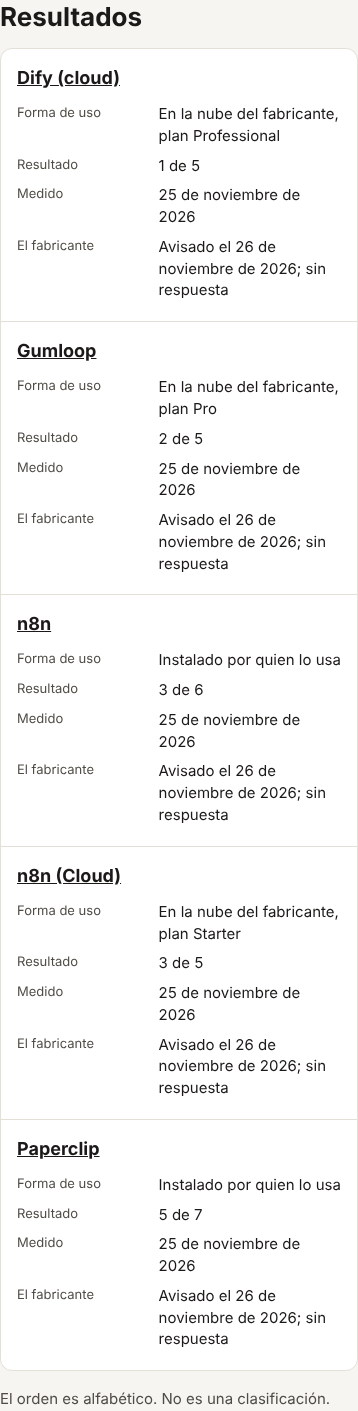 Resultados
Dify (cloud)
Forma de uso
En la nube del fabricante,
plan Professional
Resultado
1 de 5
Medido
25 de noviembre de
2026
El fabricante
Avisado el 26 de
noviembre de 2026; sin
respuesta
Gumloop
Forma de uso
En la nube del fabricante,
plan Pro
Resultado
2 de 5
Medido
25 de noviembre de
2026
El fabricante
Avisado el 26 de
noviembre de 2026; sin
respuesta
n8n
Forma de uso
Instalado por quien lo usa
Resultado
3 de 6
Medido
25 de noviembre de
2026
El fabricante
Avisado el 26 de
noviembre de 2026; sin
respuesta
n8n (Cloud)
Forma de uso
En la nube del fabricante,
plan Starter
Resultado
3 de 5
Medido
25 de noviembre de
2026
El fabricante
Avisado el 26 de
noviembre de 2026; sin
respuesta
Paperclip
Forma de uso
Instalado por quien lo usa
Resultado
5 de 7
Medido
25 de noviembre de
2026
El fabricante
Avisado el 26 de
noviembre de 2026; sin
respuesta
El orden es alfabético. No es una clasificación.